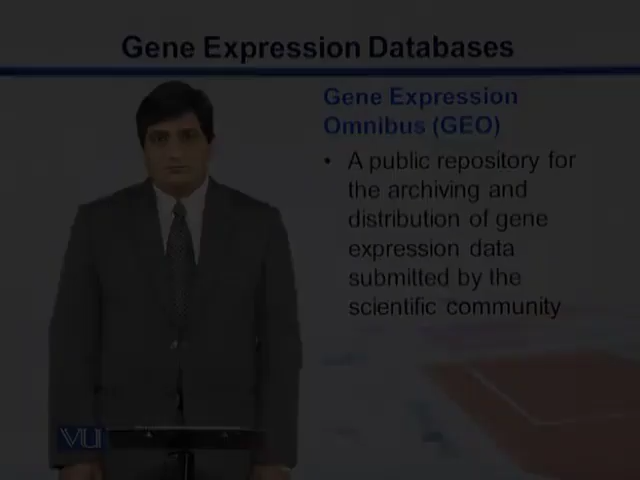 Gene Expression Databases
Gene Expression
Omnibus (GEO)
• A public repository for
the archiving and
distribution of gene
expression data
submitted by the
scientific community
VU